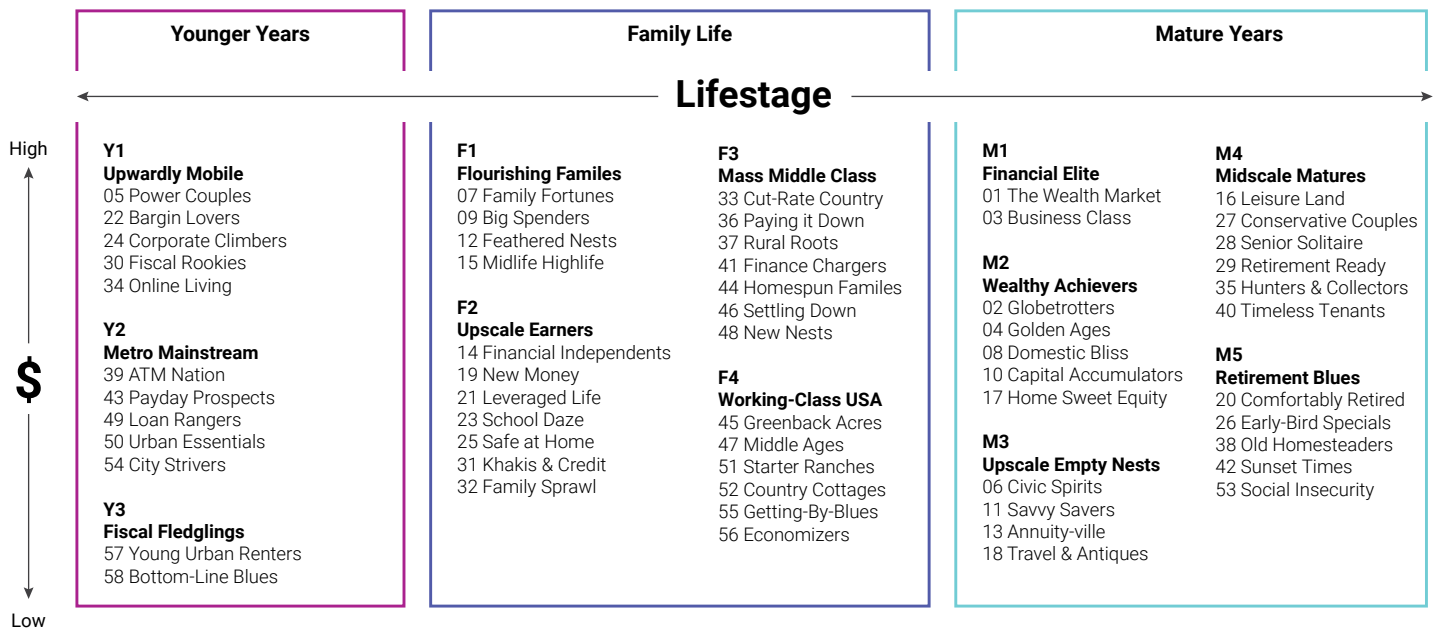 Younger Years
Family Life
Mature Years
Lifestage
High
$
Low
Y1
Upwardly Mobile
05 Power Couples
22 Bargin Lovers
24 Corporate Climbers
30 Fiscal Rookies
34 Online Living
Y2
Metro Mainstream
39 ATM Nation
43 Payday Prospects
49 Loan Rangers
50 Urban Essentials
54 City Strivers
Y3
Fiscal Fledglings
57 Young Urban Renters
58 Bottom-Line Blues
F1
Flourishing Familes
07 Family Fortunes
09 Big Spenders
12 Feathered Nests
15 Midlife Highlife
F2
Upscale Earners
14 Financial Independents
19 New Money
21 Leveraged Life
23 School Daze
25 Safe at Home
31 Khakis & Credit
32 Family Sprawl
F3
Mass Middle Class
33 Cut-Rate Country
36 Paying it Down
37 Rural Roots
41 Finance Chargers
44 Homespun Familes
46 Settling Down
48 New Nests
F4
Working-Class USA
45 Greenback Acres
47 Middle Ages
51 Starter Ranches
52 Country Cottages
55 Getting-By-Blues
56 Economizers
M1
Financial Elite
01 The Wealth Market
03 Business Class
M2
Wealthy Achievers
02 Globetrotters
04 Golden Ages
08 Domestic Bliss
10 Capital Accumulators
17 Home Sweet Equity
M3
Upscale Empty Nests
06 Civic Spirits
11 Savvy Savers
13 Annuity-ville
18 Travel & Antiques
M4
Midscale Matures
16 Leisure Land
27 Conservative Couples
28 Senior Solitaire
29 Retirement Ready
35 Hunters & Collectors
40 Timeless Tenants
M5
Retirement Blues
20 Comfortably Retired
26 Early-Bird Specials
38 Old Homesteaders
42 Sunset Times
53 Social Insecurity